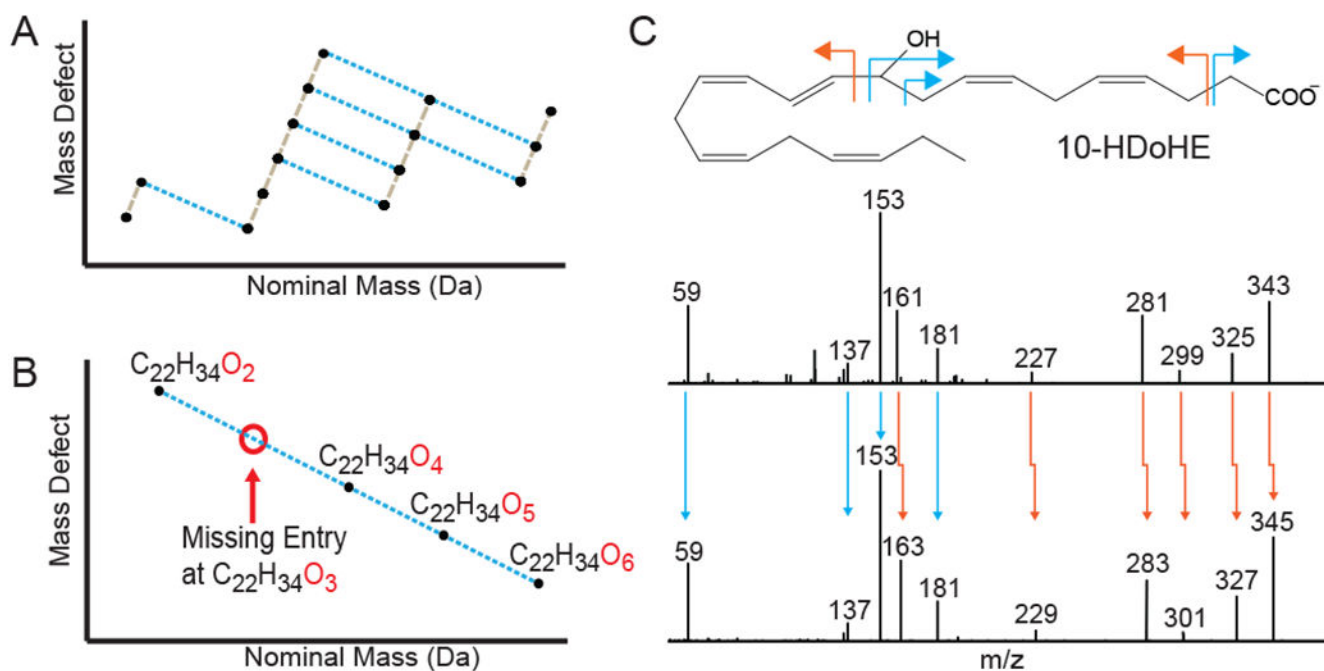 A
Mass Defect
Nominal Mass (Da)
B
C₂₂H₃₄O₂
C₂₂H₃₄O₄
C₂₂H₃₄O₅
C₂₂H₃₄O₆
Missing Entry
at C₂₂H₃₄O₃
Mass Defect
Nominal Mass (Da)
C
OH
COO⁻
10-HDoHE
153
59
161
281
343
137
181
227
299
325
153
345
59
163
283
327
137
181
229
301
m/z